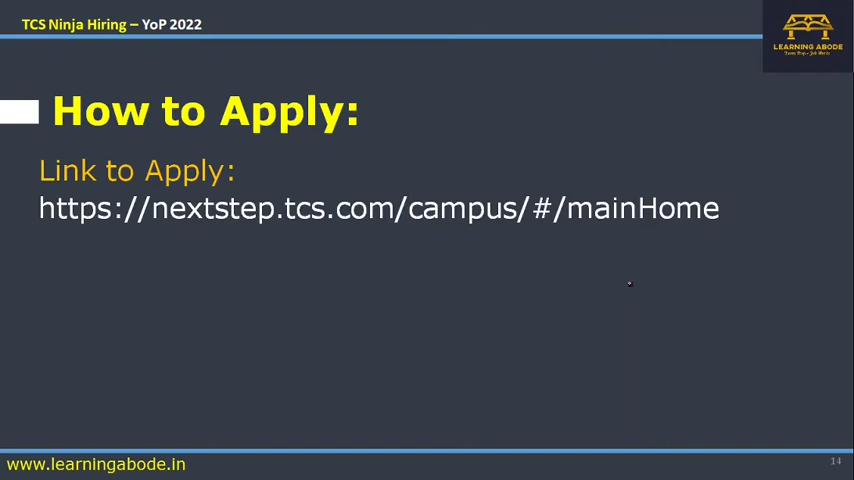 TCS Ninja Hiring – YoP 2022
LEARNING ABODE
How to Apply:
Link to Apply:
https://nextstep.tcs.com/campus/#/mainHome
www.learningabode.in
14